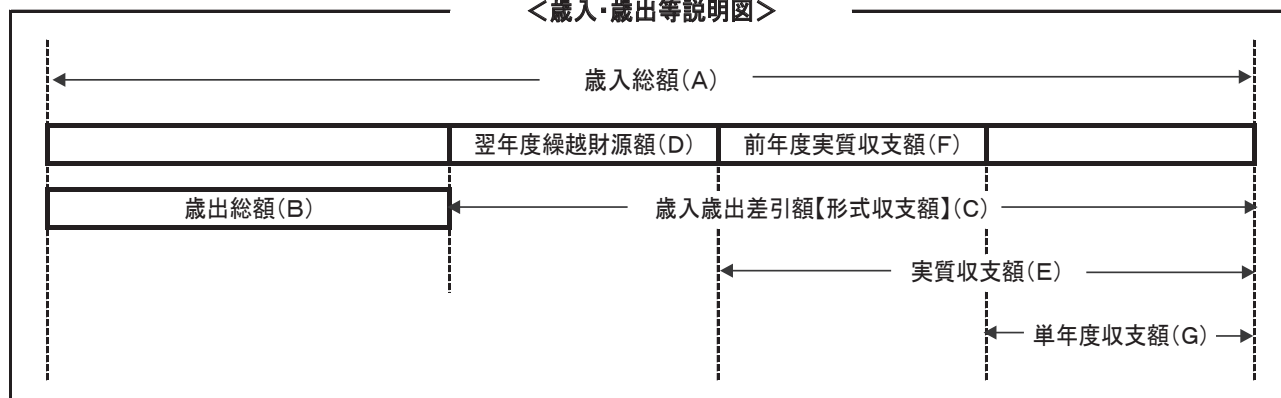 ＜歳入・歳出等説明図＞
歳入総額(A)
翌年度繰越財源額(D)
前年度実質収支額(F)
歳出総額(B)
歳入歳出差引額【形式収支額】(C)
実質収支額(E)
単年度収支額(G)